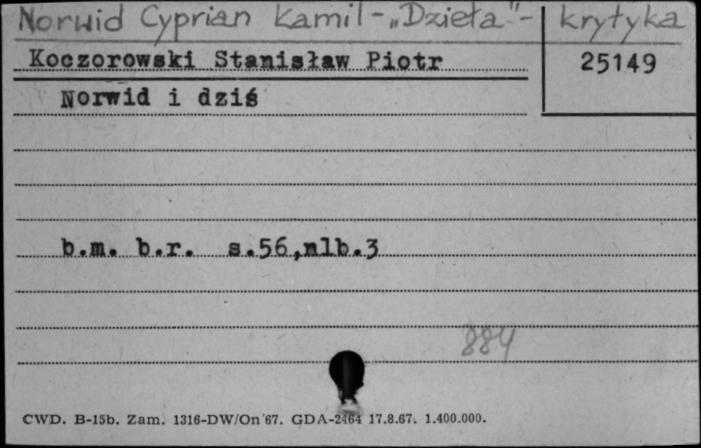 Norwid Cyprian Kamil - „Dzieła" - krytyka
Koczorowski Stanisław Piotr 25149
Norwid i dziś
b.m. b.r. s.56,nlb.3
884
CWD. B-15b. Zam. 1316-DW/On 67. GDA-2464 17.8.67. 1.400.000.